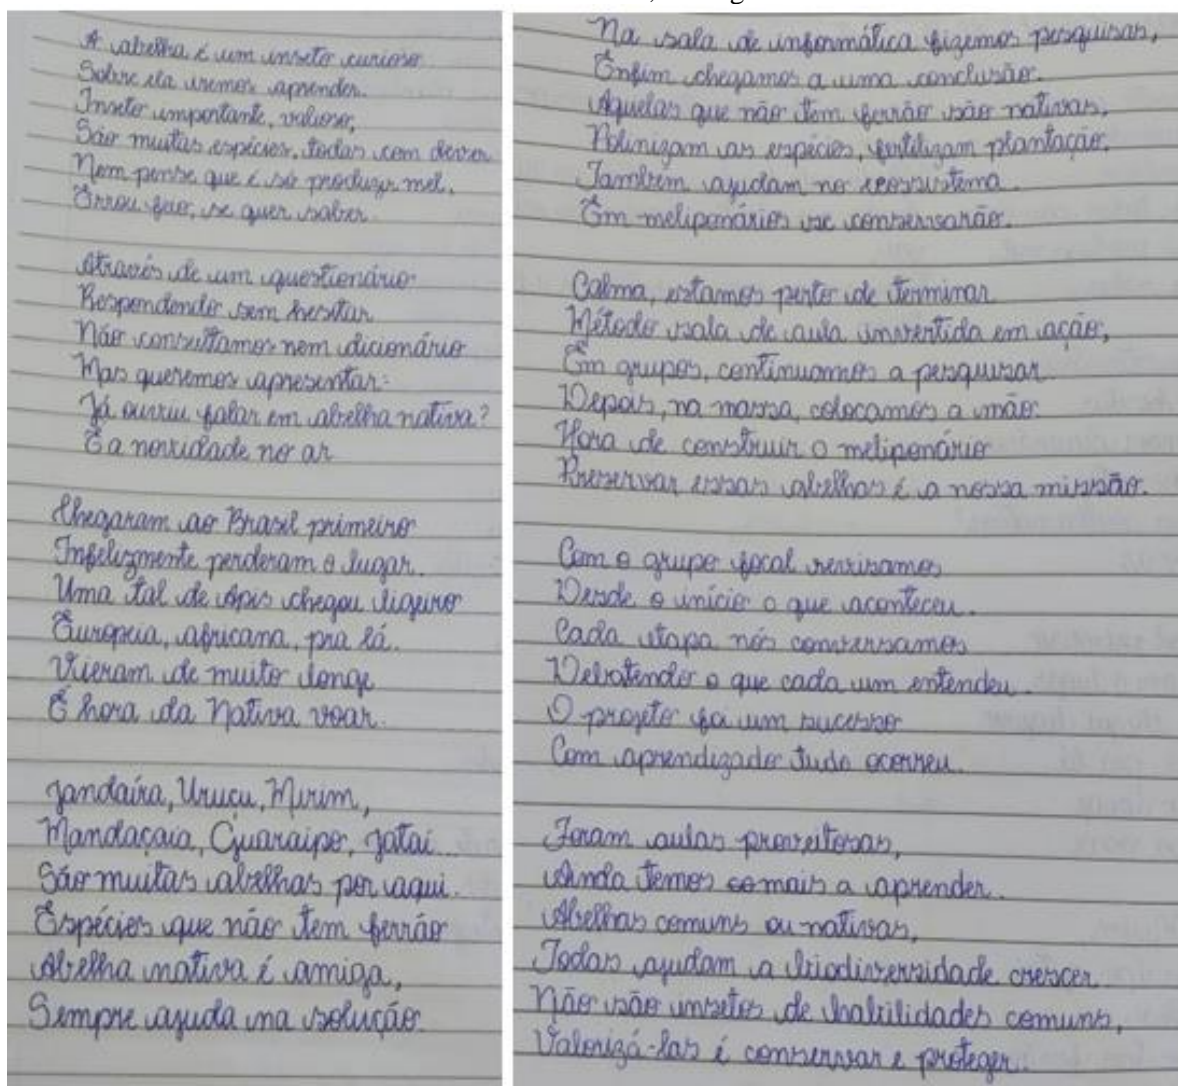 A abelha é um inseto curioso
Sobre ela iremos aprender.
Inseto importante, valioso,
São muitas espécies, todas com dever
Nem pense que é só produzir mel.
Errou feio, se quer saber.
Através de um questionário
Respondendo sem hesitar
Não consultamos nem dicionário
Mas queremos apresentar:
Já ouviu falar em abelha nativa?
É a novidade no ar
Chegaram ao Brasil primeiro
Infelizmente perderam o lugar.
Uma tal de ápis chegou ligeiro
Europeia, africana, pra lá.
Vieram de muito longe
É hora da Nativa voar.
Jandaíra, Uruçu, Mirim,
Mandaçaia, Guaraipo, Jataí...
São muitas abelhas por aqui.
Espécies que não tem ferrão
Abelha nativa é amiga,
Sempre ajuda na solução.
Na sala de informática fizemos pesquisas,
Enfim chegamos a uma conclusão.
Aquelas que não tem ferrão são nativas,
Polinizam as espécies, fertilizam plantação.
Também ajudam no ecossistema.
Em meliponários se conservarão.
Calma, estamos perto de terminar
Método sala de aula invertida em ação,
Em grupos, continuamos a pesquisar.
Depois, na massa, colocamos a mão.
Hora de construir o meliponário
Preservar essas abelhas é a nossa missão.
Com o grupo focal revisamos
Desde o início o que aconteceu.
Cada etapa nós conversamos
Debatendo o que cada um entendeu.
O projeto foi um sucesso
Com aprendizado tudo ocorreu.
Foram aulas proveitosas,
Ainda temos mais a aprender.
Abelhas comuns ou nativas,
Todas ajudam a biodiversidade crescer.
Não são insetos de habilidades comuns,
Valorizá-las é conservar e proteger.